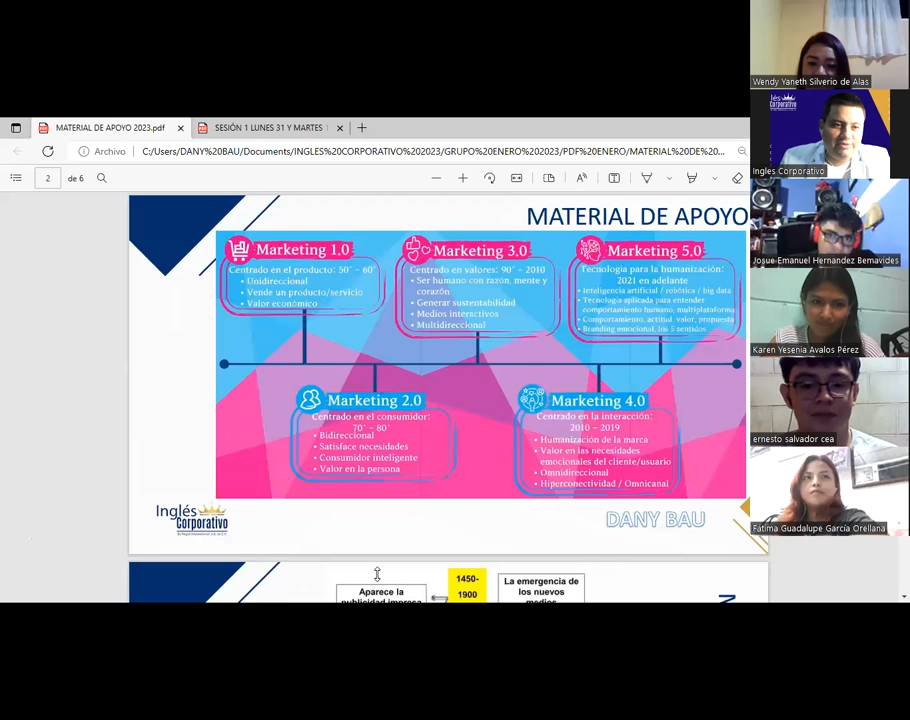 MATERIAL DE APOYO 2023.pdf
SESIÓN 1 LUNES 31 Y MARTES
Archivo
C:/Users/DANY%20BAU/Documents/INGLES%20CORPORATIVO%202023/GRUPO%20ENERO%202023/PDF%20ENERO/MATERIAL%20DE%20...
2
de 6
MATERIAL DE APOYO
Marketing 1.0
Centrado en el producto: 50´ - 60´
• Unidireccional
• Vende un producto/servicio
• Valor económico
Marketing 3.0
Centrado en valores: 90´ - 2010
• Ser humano con razón, mente y
corazón
• Generar sustentabilidad
• Medios interactivos
• Multidireccional
Marketing 5.0
Tecnología para la humanización:
2021 en adelante
• Inteligencia artificial / robótica / big data
• Tecnología aplicada para entender
comportamiento humano, multiplataforma
• Comportamiento, actitud, valor, propuesta
• Branding emocional, los 5 sentidos
Marketing 2.0
Centrado en el consumidor:
70´ - 80´
• Bidireccional
• Satisface necesidades
• Consumidor inteligente
• Valor en la persona
Marketing 4.0
Centrado en la interacción:
2010 - 2019
• Humanización de la marca
• Valor en las necesidades
emocionales del cliente/usuario
• Omnidireccional
• Hiperconectividad / Omnicanal
Inglés
Corporativo
DANY BAU
Aparece la
publicidad impresa
1450-
1900
La emergencia de
los nuevos
medios
Wendy Yaneth Silverio de Alas
Inglés
Corporativo
Ingles Corporativo
Josue Emanuel Hernandez Bemavides
Karen Yesenia Avalos Pérez
ernesto salvador cea
Fatima Guadalupe García Orellana